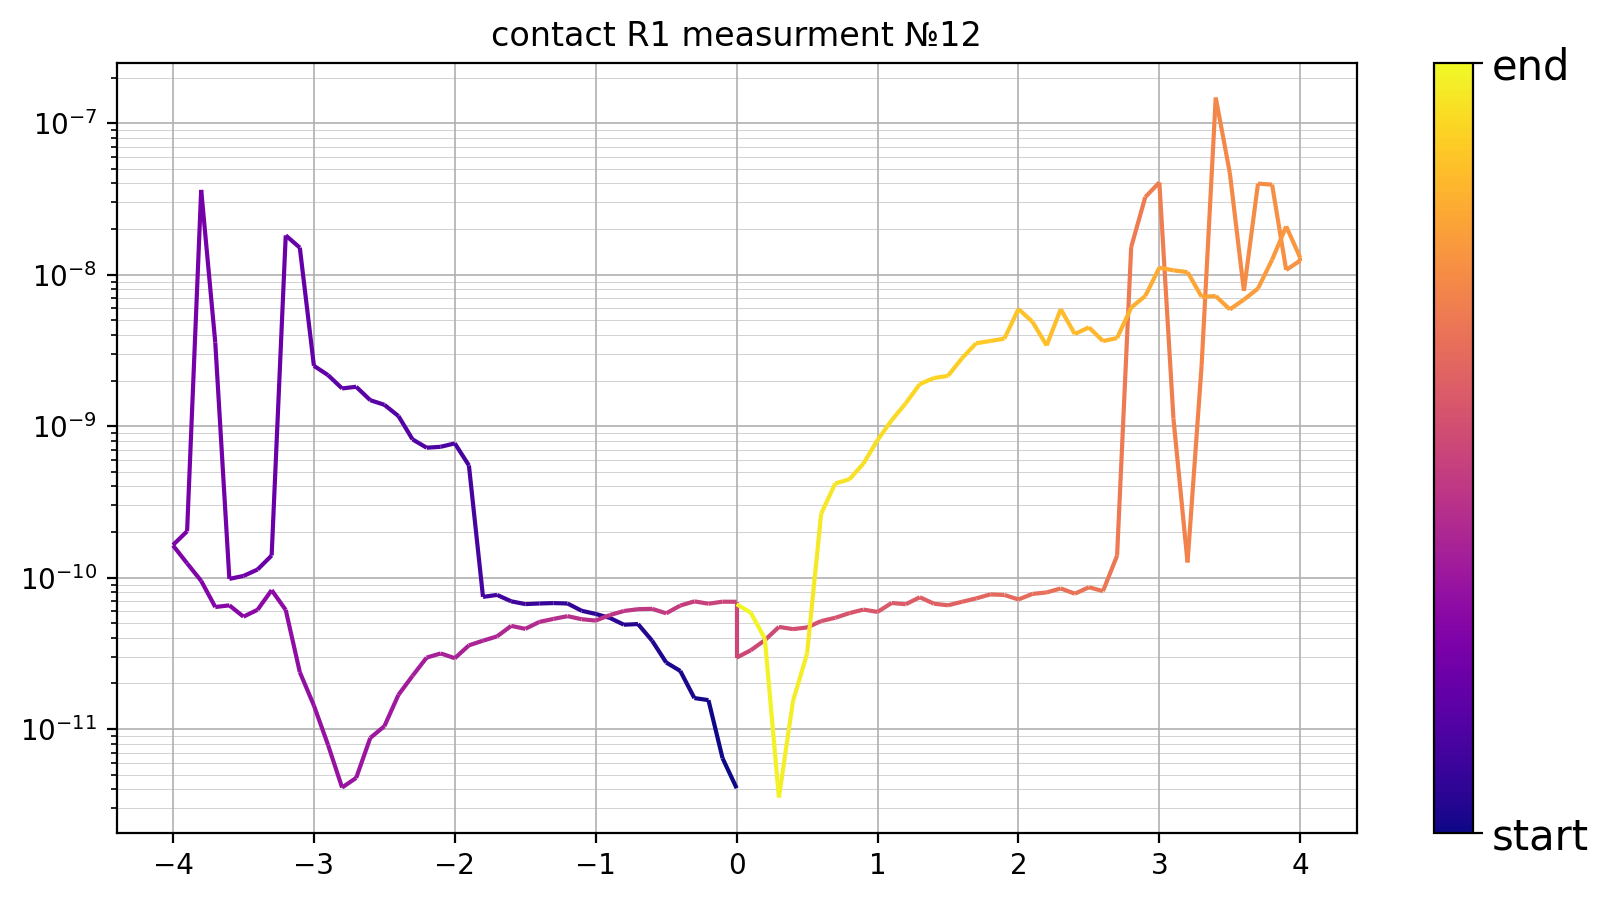 contact R1 measurment №12
10⁻⁷
10⁻⁸
10⁻⁹
10⁻¹⁰
10⁻¹¹
−4 −3 −2 −1 0 1 2 3 4
end
start